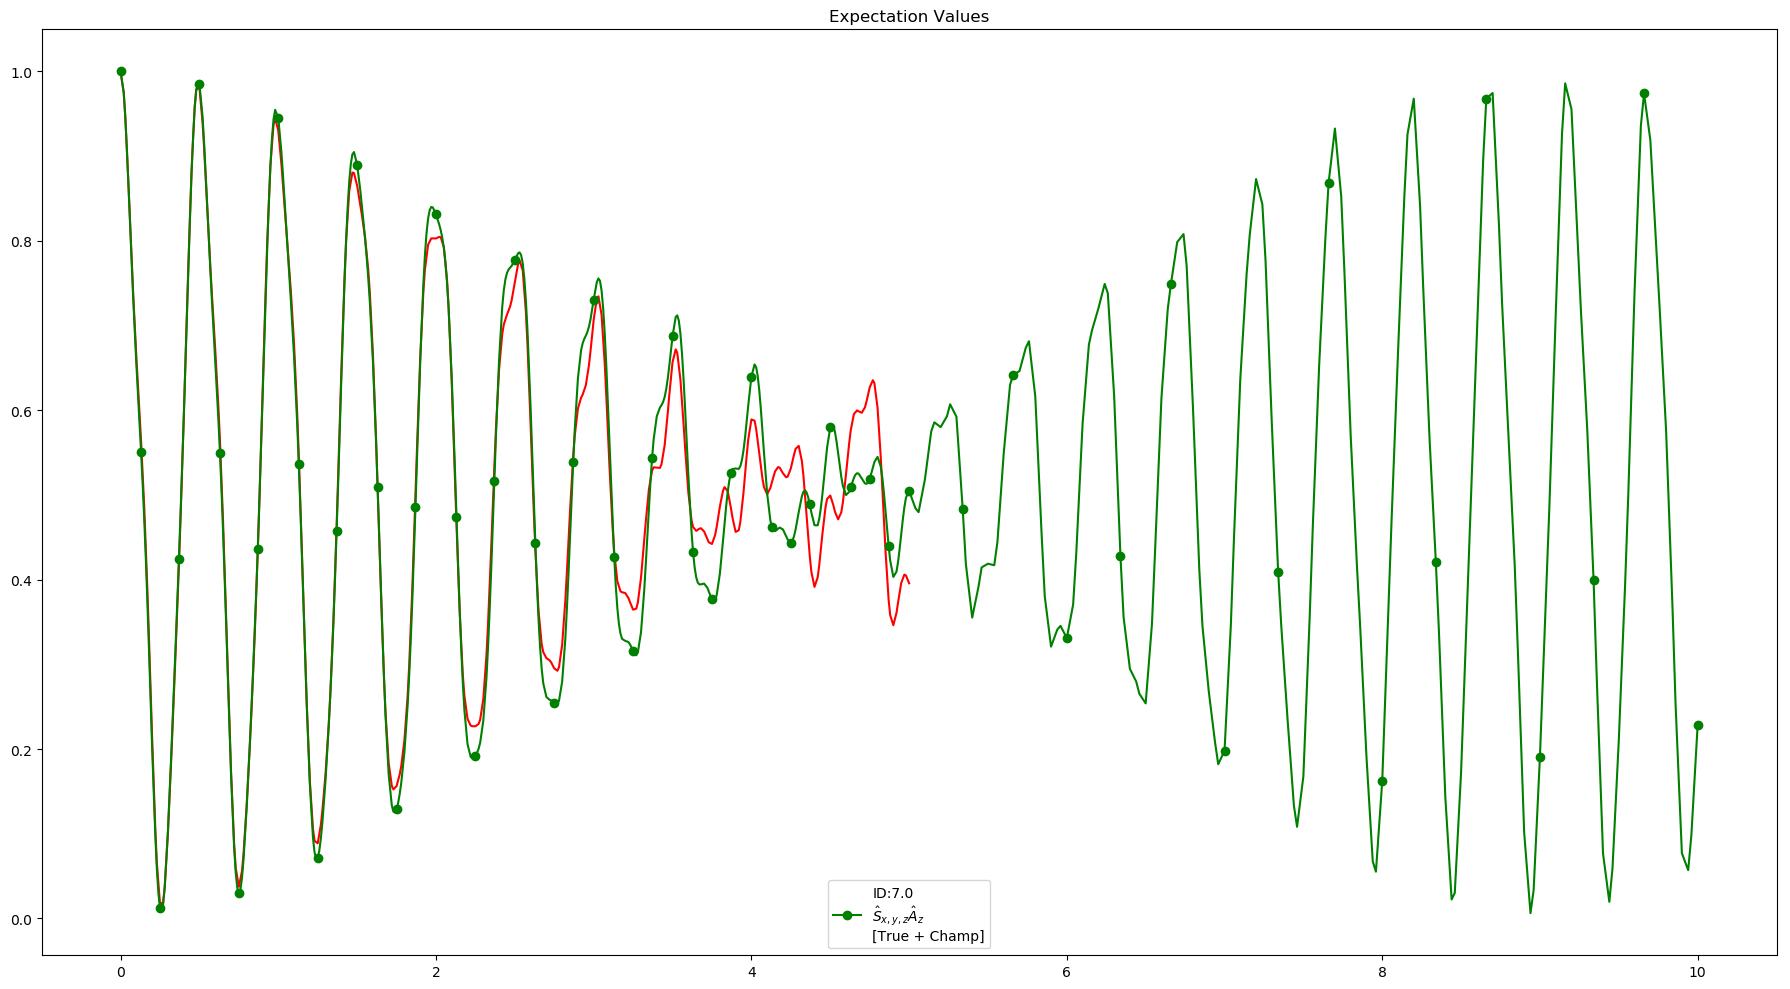 Expectation Values
1.0
0.8
0.6
0.4
0.2
0.0
ID:7.0
$\hat{S}_{x,y,z}\hat{A}_z$
[True + Champ]
0 2 4 6 8 10